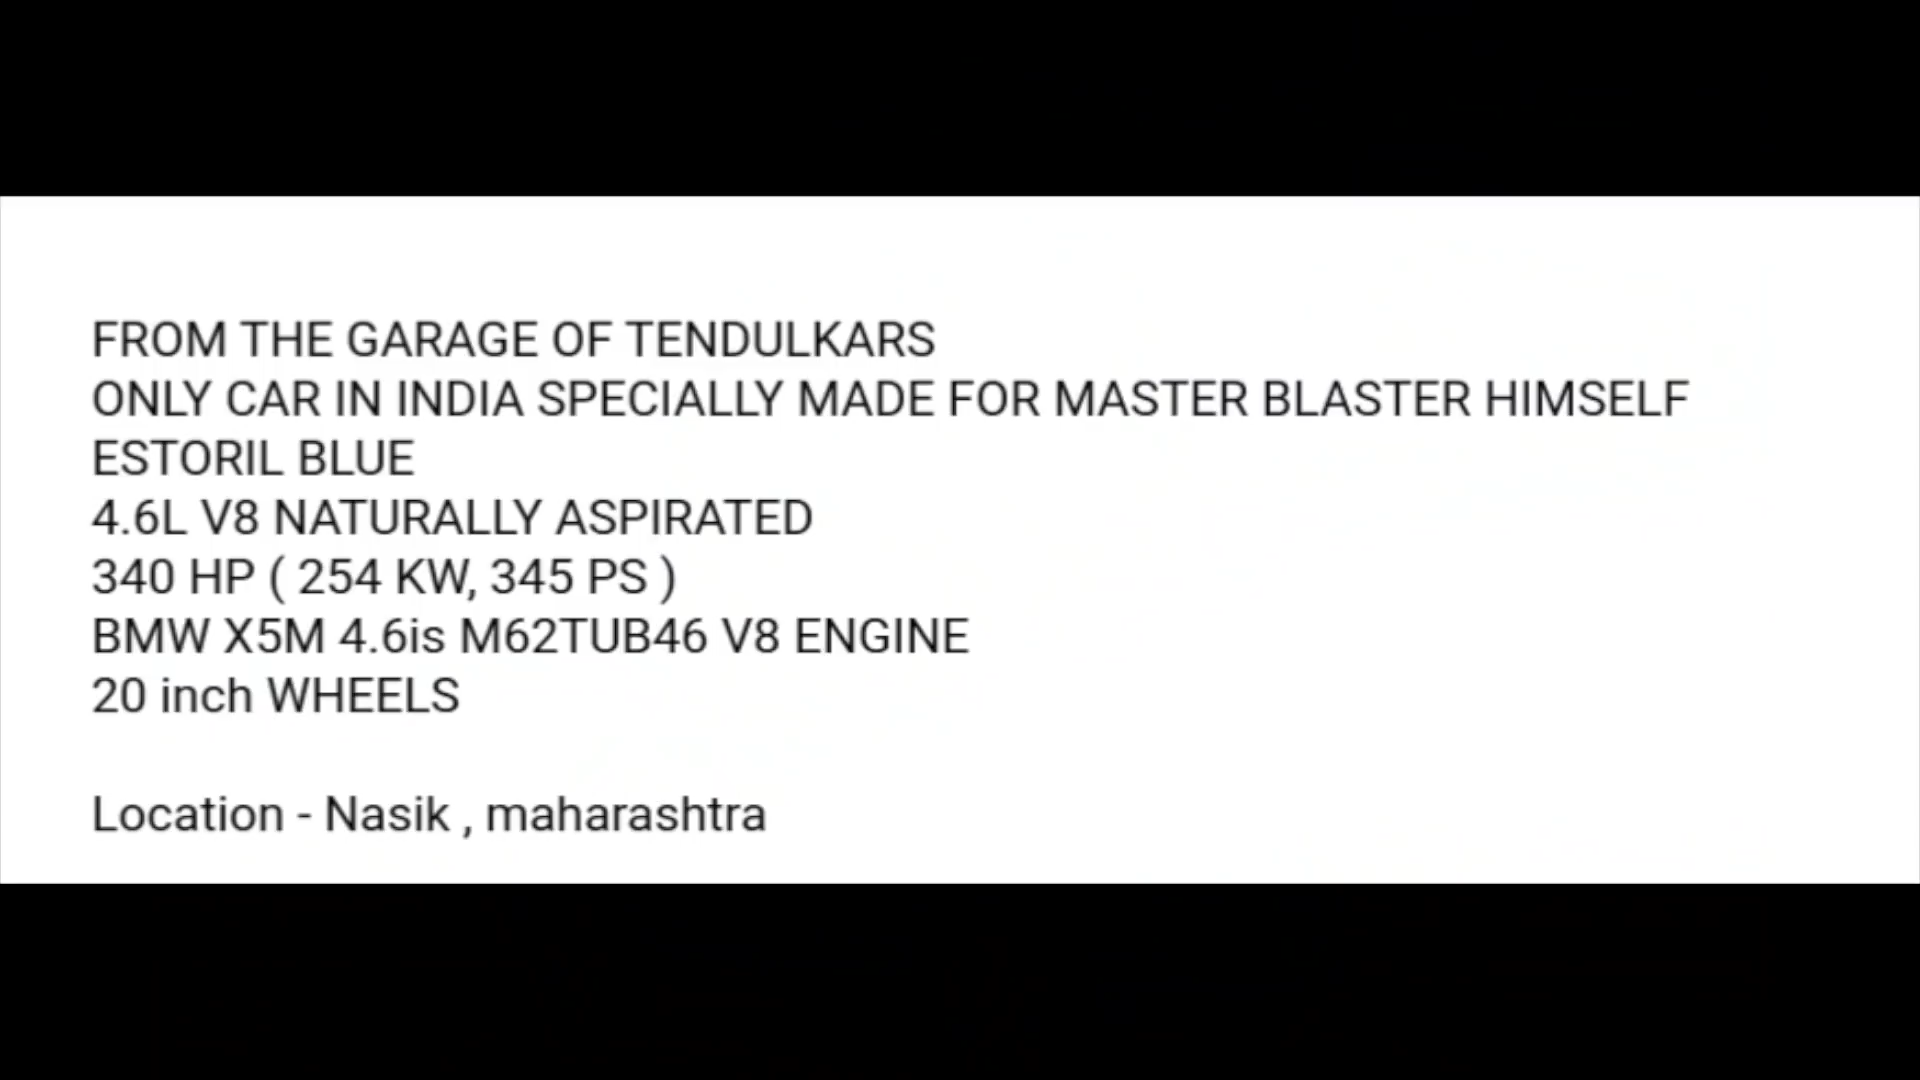 FROM THE GARAGE OF TENDULKARS
ONLY CAR IN INDIA SPECIALLY MADE FOR MASTER BLASTER HIMSELF
ESTORIL BLUE
4.6L V8 NATURALLY ASPIRATED
340 HP ( 254 KW, 345 PS )
BMW X5M 4.6is M62TUB46 V8 ENGINE
20 inch WHEELS
Location - Nasik , maharashtra